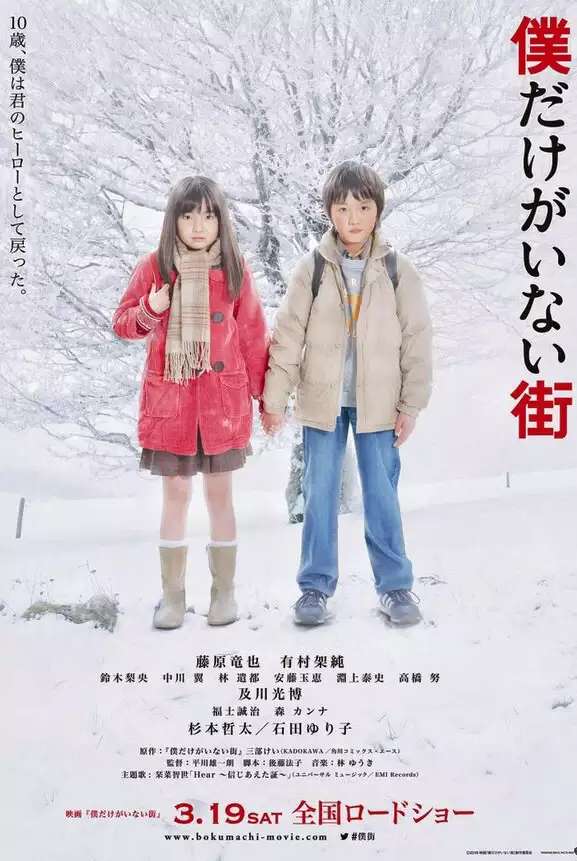 僕だけがいない街
10歳、僕は君のヒーローとして戻った。
藤原竜也　有村架純
鈴木梨央　中川 翼　林 遣都　安藤玉恵　淵上泰史　高橋 努
及川光博
福士誠治　森 カンナ
杉本哲太／石田ゆり子
原作：『僕だけがいない街』三部けい(KADOKAWA／角川コミックス・エース)
監督：平川雄一朗　脚本：後藤法子　音楽：林 ゆうき
主題歌：栞菜智世「Hear ～信じあえた証～」(ユニバーサル ミュージック／EMI Records)
映画『僕だけがいない街』 3.19 SAT 全国ロードショー
www.bokumachi-movie.com　#僕街